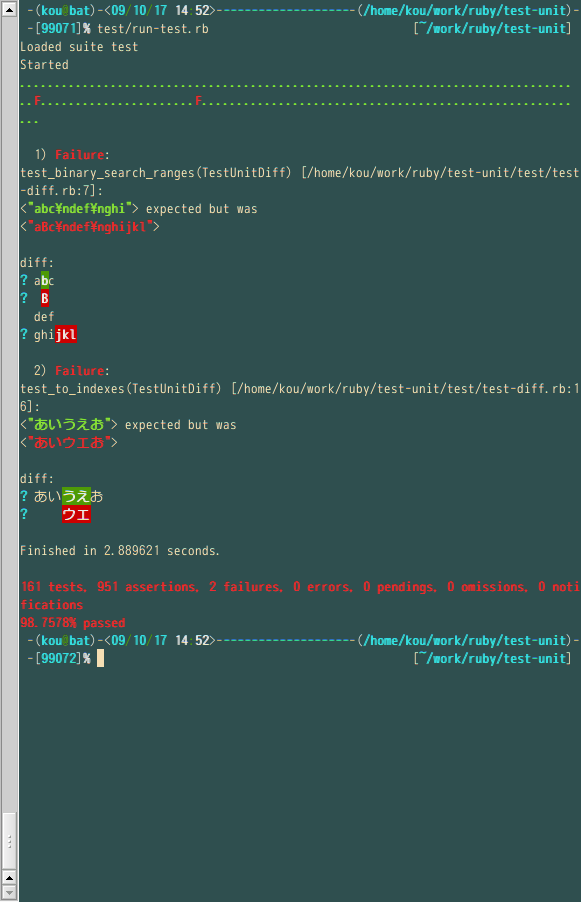 -(kou@bat)-<09/10/17 14:52>--------------------(/home/kou/work/ruby/test-unit)-
-[99071]% test/run-test.rb [~/work/ruby/test-unit]
Loaded suite test
Started
...............................................................................
..F......................F.....................................................
...
1) Failure:
test_binary_search_ranges(TestUnitDiff) [/home/kou/work/ruby/test-unit/test/test
-diff.rb:7]:
<"abc¥ndef¥nghi"> expected but was
<"aBc¥ndef¥nghijkl">
diff:
? abc
? B
def
? ghijkl
2) Failure:
test_to_indexes(TestUnitDiff) [/home/kou/work/ruby/test-unit/test/test-diff.rb:1
6]:
<"あいうえお"> expected but was
<"あいウエお">
diff:
? あいうえお
? ウエ
Finished in 2.889621 seconds.
161 tests, 951 assertions, 2 failures, 0 errors, 0 pendings, 0 omissions, 0 noti
fications
98.7578% passed
-(kou@bat)-<09/10/17 14:52>--------------------(/home/kou/work/ruby/test-unit)-
-[99072]% [~/work/ruby/test-unit]